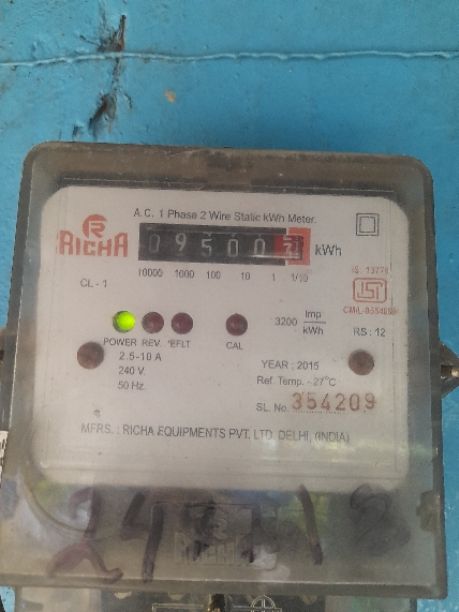 A.C. 1 Phase 2 Wire Static kWh Meter.
R
RICHA
09500
kWh
10000 1000 100 10 1 1/10
CL - 1
IS. 13779
ISI
3200 Imp/kWh
RS : 12
POWER REV. EFLT CAL
2.5-10 A
240 V.
50 Hz.
YEAR : 2015
Ref. Temp. - 27°C
SL. No. 354209
MFRS. : RICHA EQUIPMENTS PVT. LTD. DELHI, (INDIA)
RICHA